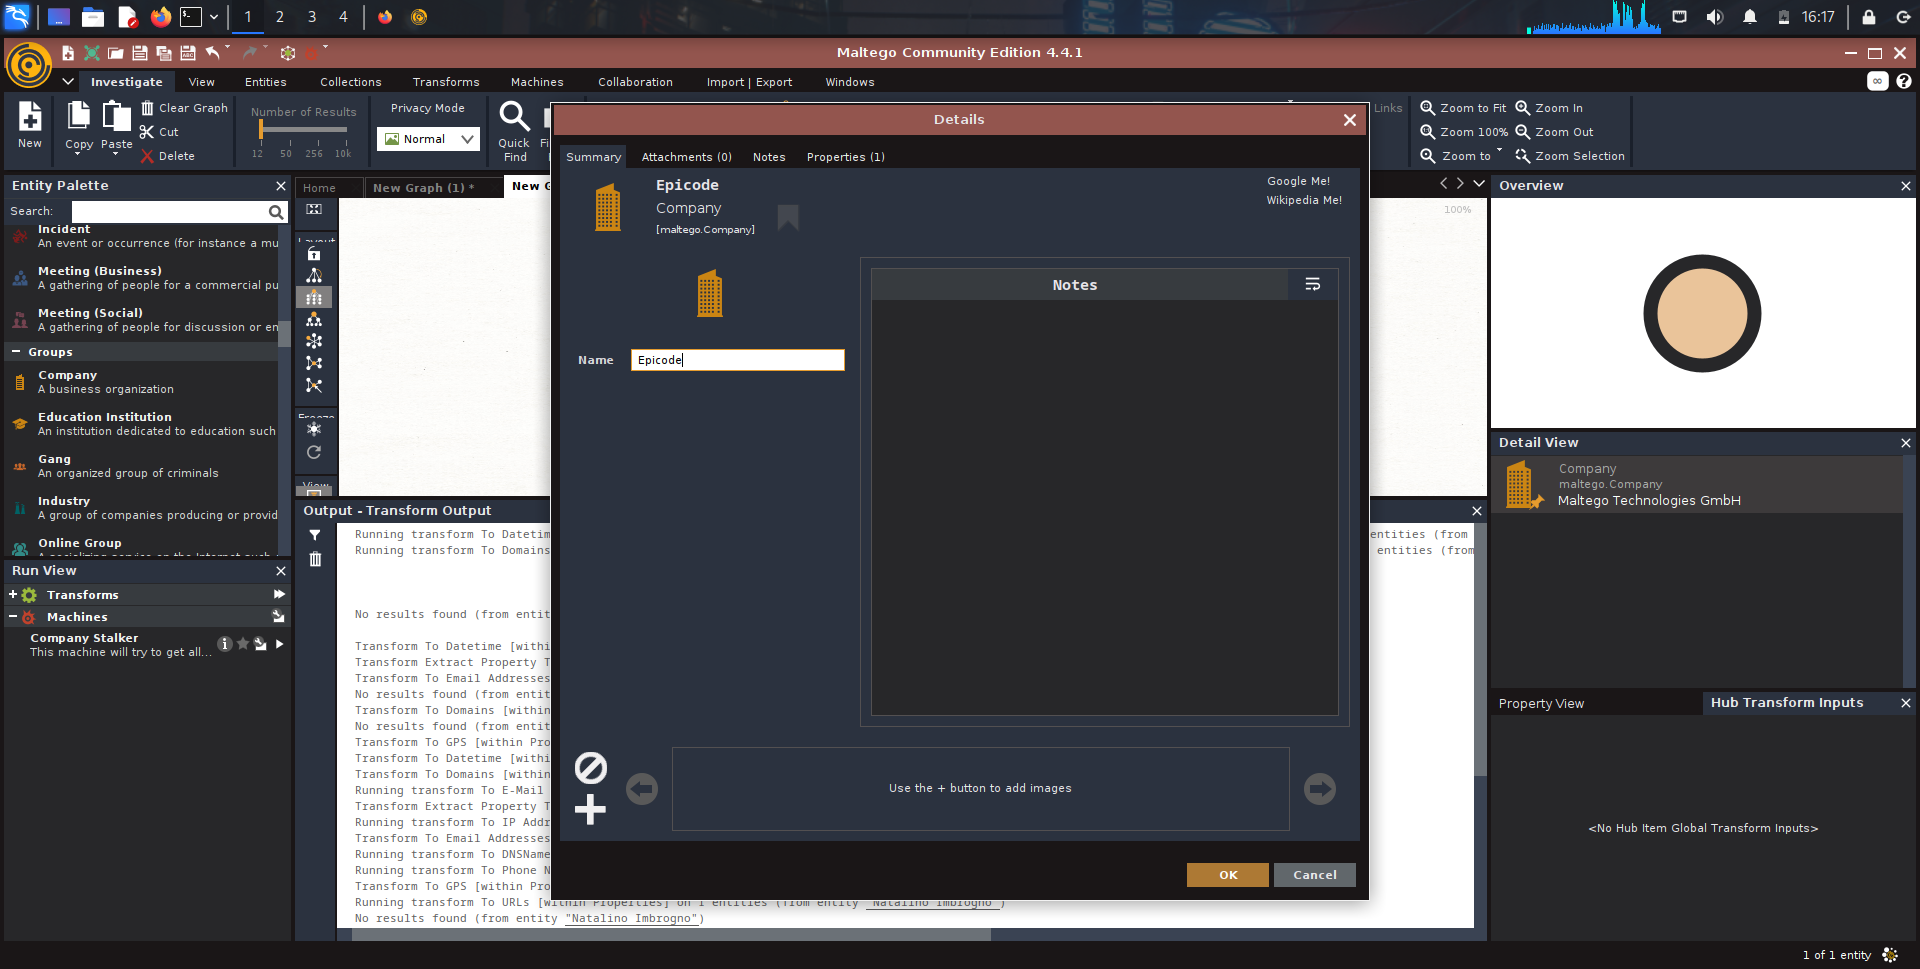 1
2
3
4
16:17
Maltego Community Edition 4.4.1
Investigate
View
Entities
Collections
Transforms
Machines
Collaboration
Import | Export
Windows
New
Copy
Paste
Clear Graph
Cut
Delete
Number of Results
12 50 256 10k
Privacy Mode
Normal
Quick
Find
Links
Zoom to Fit
Zoom 100%
Zoom to
Zoom In
Zoom Out
Zoom Selection
Entity Palette
Search:
Incident
An event or occurrence (for instance a mu
Meeting (Business)
A gathering of people for a commercial pu
Meeting (Social)
A gathering of people for discussion or en
Groups
Company
A business organization
Education Institution
An institution dedicated to education such
Gang
An organized group of criminals
Industry
A group of companies producing or provid
Online Group
Run View
Transforms
Machines
Company Stalker
This machine will try to get all...
Home
New Graph (1) *
New G
100%
Layout
Freeze
View
Output - Transform Output
Running transform To Datetim
entities (from
Running transform To Domains
entities (from
No results found (from entit
Transform To Datetime [withi
Transform Extract Property T
Transform To Email Addresses
No results found (from entit
Transform To Domains [within
No results found (from entit
Transform To GPS [within Pro
Transform To Datetime [withi
Transform To Domains [within
Running transform To E-Mail
Transform Extract Property T
Running transform To IP Addr
Transform To Email Addresses
Running transform To DNSName
Running transform To Phone N
Transform To GPS [within Pro
Running transform To URLs [within Properties] on 1 entities (from entity "Natalino Imbrogno")
No results found (from entity "Natalino Imbrogno")
Details
Summary
Attachments (0)
Notes
Properties (1)
Epicode
Company
[maltego.Company]
Google Me!
Wikipedia Me!
Name
Epicode
Notes
Use the + button to add images
OK
Cancel
Overview
Detail View
Company
maltego.Company
Maltego Technologies GmbH
Property View
Hub Transform Inputs
<No Hub Item Global Transform Inputs>
1 of 1 entity